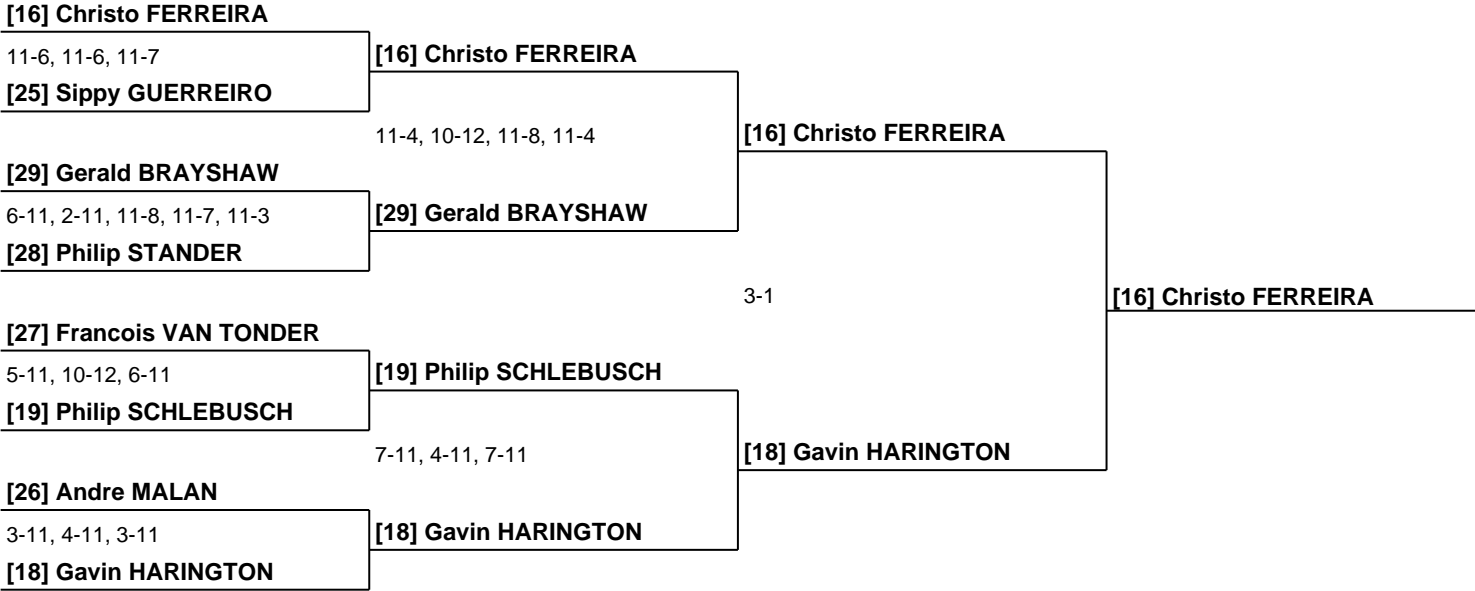 [16] Christo FERREIRA
11-6, 11-6, 11-7
[16] Christo FERREIRA
[25] Sippy GUERREIRO
11-4, 10-12, 11-8, 11-4
[16] Christo FERREIRA
[29] Gerald BRAYSHAW
6-11, 2-11, 11-8, 11-7, 11-3
[29] Gerald BRAYSHAW
[28] Philip STANDER
3-1
[16] Christo FERREIRA
[27] Francois VAN TONDER
5-11, 10-12, 6-11
[19] Philip SCHLEBUSCH
[19] Philip SCHLEBUSCH
7-11, 4-11, 7-11
[18] Gavin HARINGTON
[26] Andre MALAN
3-11, 4-11, 3-11
[18] Gavin HARINGTON
[18] Gavin HARINGTON